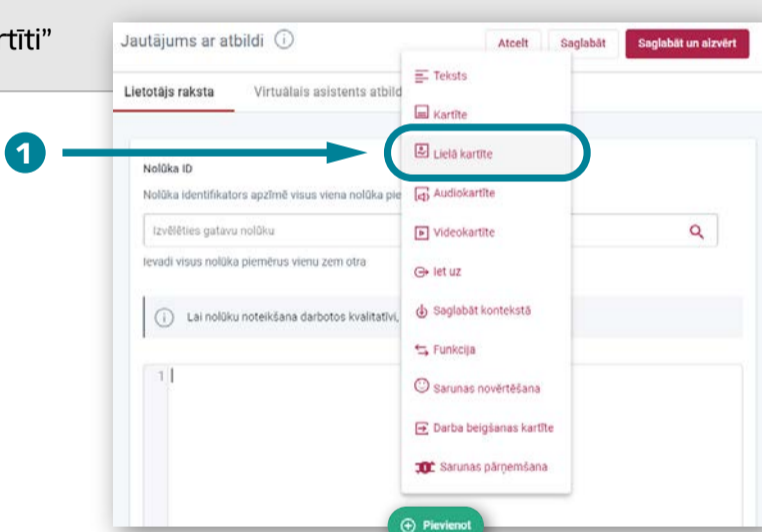 rtīti”
Jautājums ar atbildi
Atcelt
Saglabāt
Saglabāt un aizvērt
Lietotājs raksta
Virtuālais asistents atbild
Teksts
Kartīte
Lielā kartīte
Audiokartīte
Videokartīte
Iet uz
Saglabāt kontekstā
Funkcija
Sarunas novērtēšana
Darba beigšanas kartīte
Sarunas pārņemšana
1
Nolūka ID
Nolūka identifikators apzīmē visus viena nolūka pie
Izvēlēties gatavu nolūku
Ievadi visus nolūka piemērus vienu zem otra
Lai nolūku noteikšana darbotos kvalitatīvi,
1
Pievienot